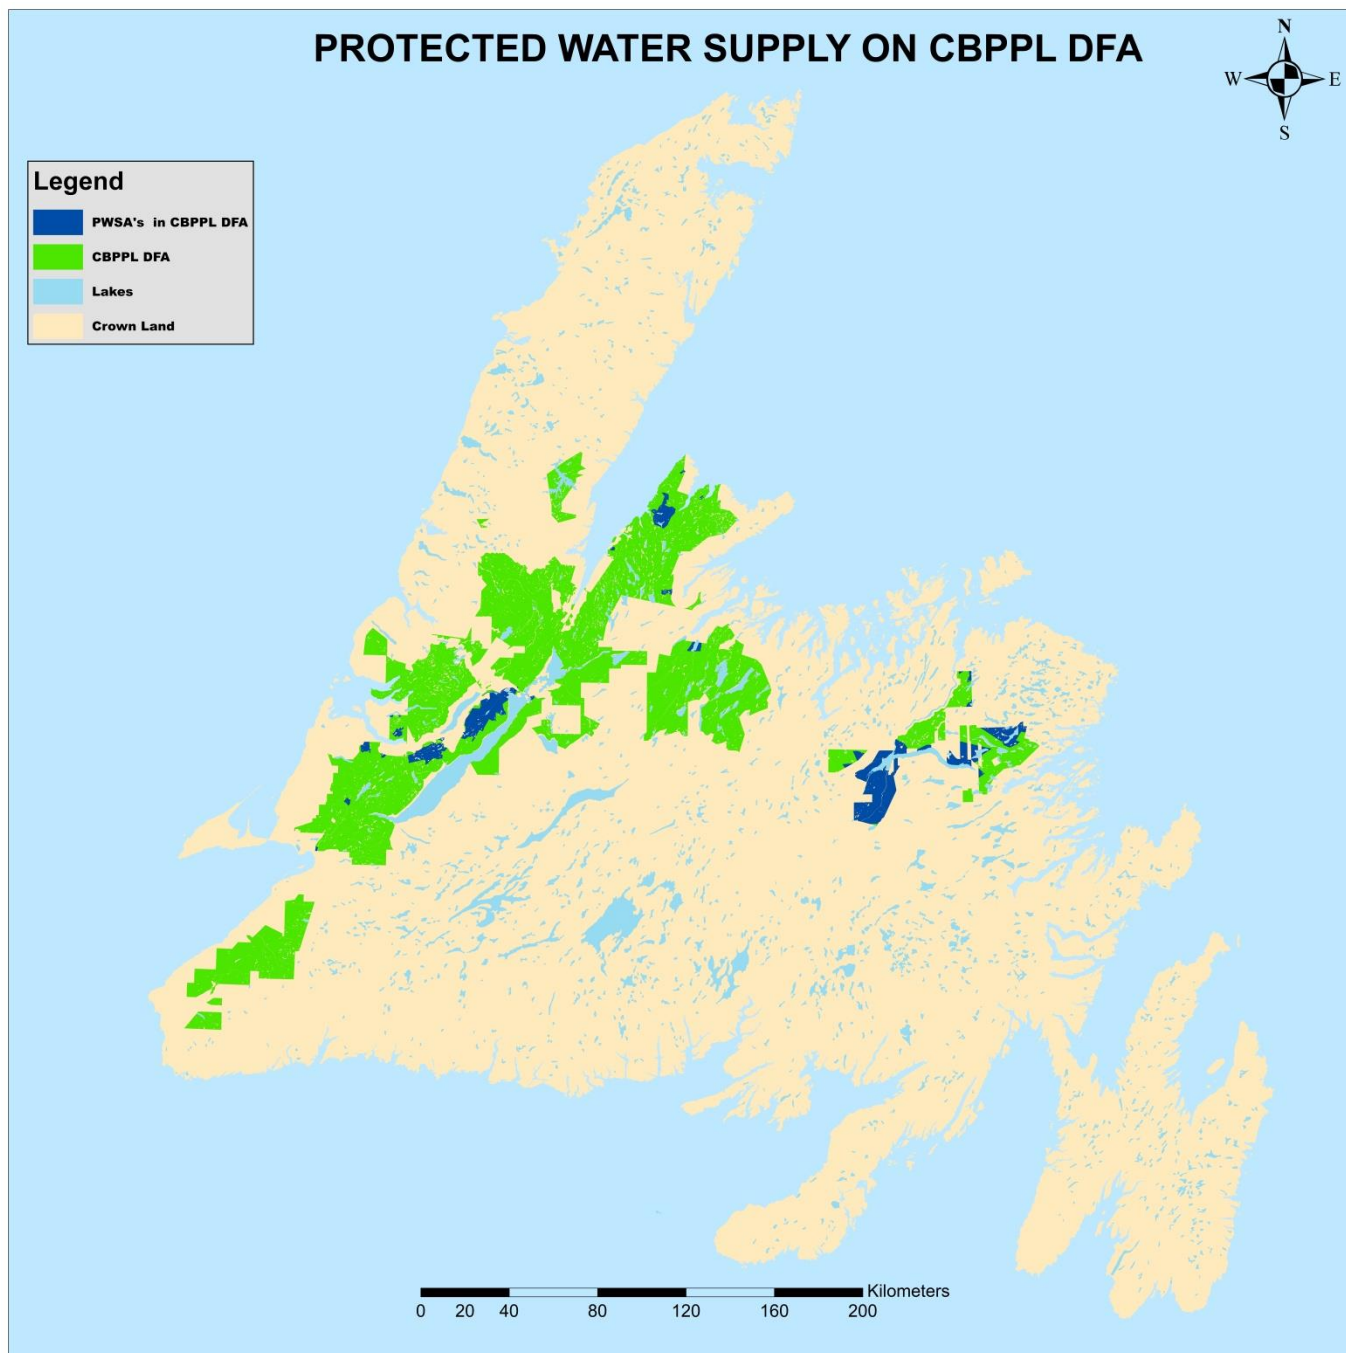 PROTECTED WATER SUPPLY ON CBPPL DFA
N
W E
S
Legend
PWSA's in CBPPL DFA
CBPPL DFA
Lakes
Crown Land
Kilometers
0 20 40 80 120 160 200